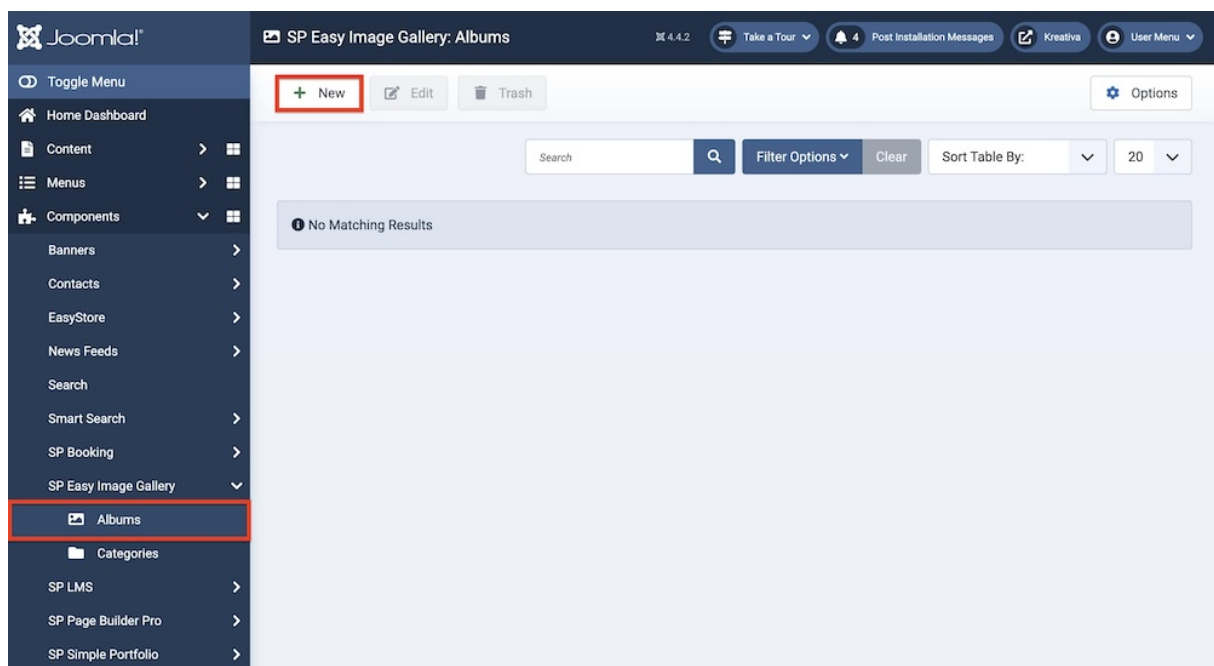 Joomla!®
SP Easy Image Gallery: Albums
4.4.2
Take a Tour
4 Post Installation Messages
Kreativa
User Menu
Toggle Menu
Home Dashboard
Content
Menus
Components
Banners
Contacts
EasyStore
News Feeds
Search
Smart Search
SP Booking
SP Easy Image Gallery
Albums
Categories
SP LMS
SP Page Builder Pro
SP Simple Portfolio
+ New
Edit
Trash
Options
Search
Filter Options
Clear
Sort Table By:
20
No Matching Results